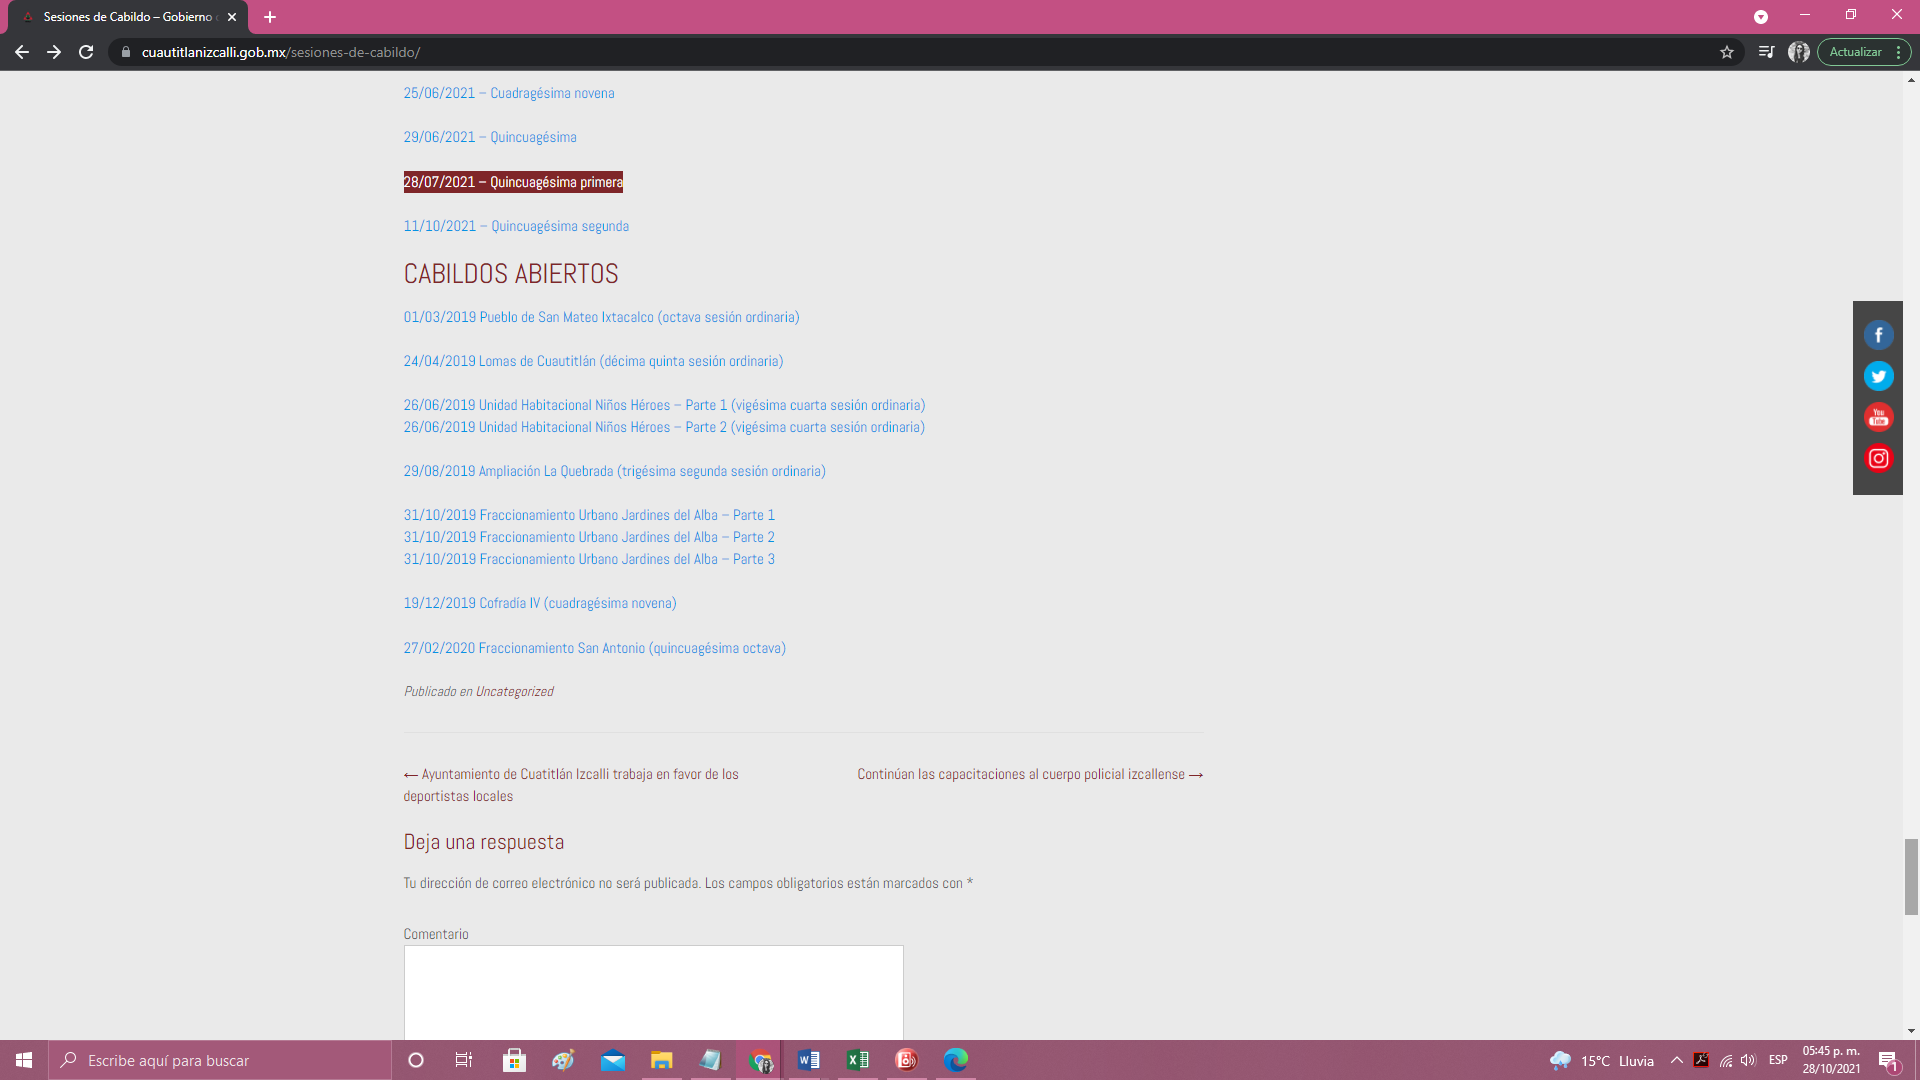 Sesiones de Cabildo – Gobierno
cuautitlanizcalli.gob.mx/sesiones-de-cabildo/
Actualizar
25/06/2021 – Cuadragésima novena
29/06/2021 – Quincuagésima
28/07/2021 – Quincuagésima primera
11/10/2021 – Quincuagésima segunda
CABILDOS ABIERTOS
01/03/2019 Pueblo de San Mateo Ixtacalco (octava sesión ordinaria)
24/04/2019 Lomas de Cuautitlán (décima quinta sesión ordinaria)
26/06/2019 Unidad Habitacional Niños Héroes – Parte 1 (vigésima cuarta sesión ordinaria)
26/06/2019 Unidad Habitacional Niños Héroes – Parte 2 (vigésima cuarta sesión ordinaria)
29/08/2019 Ampliación La Quebrada (trigésima segunda sesión ordinaria)
31/10/2019 Fraccionamiento Urbano Jardines del Alba – Parte 1
31/10/2019 Fraccionamiento Urbano Jardines del Alba – Parte 2
31/10/2019 Fraccionamiento Urbano Jardines del Alba – Parte 3
19/12/2019 Cofradía IV (cuadragésima novena)
27/02/2020 Fraccionamiento San Antonio (quincuagésima octava)
Publicado en Uncategorized
← Ayuntamiento de Cuatitlán Izcalli trabaja en favor de los
deportistas locales
Continúan las capacitaciones al cuerpo policial izcallense →
Deja una respuesta
Tu dirección de correo electrónico no será publicada. Los campos obligatorios están marcados con *
Comentario
You
Tube
Escribe aquí para buscar
15°C Lluvia
ESP
05:45 p. m.
28/10/2021
1